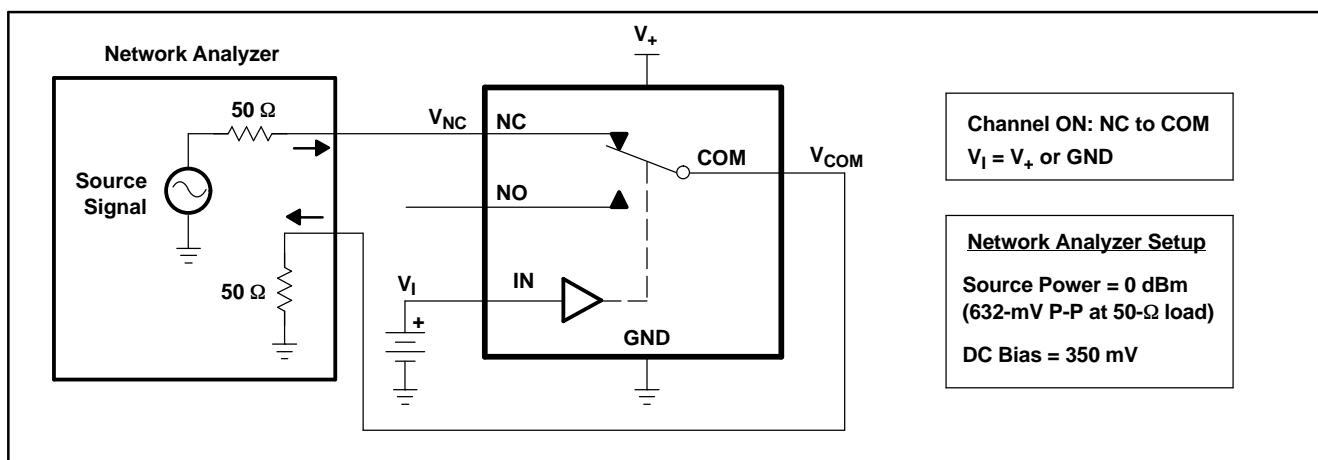 V+
Network Analyzer
50 Ω
VNC
NC
Channel ON: NC to COM
VI = V+ or GND
COM
VCOM
Source
Signal
NO
Network Analyzer Setup
Source Power = 0 dBm
(632-mV P-P at 50-Ω load)
DC Bias = 350 mV
50 Ω
VI
IN
+
GND